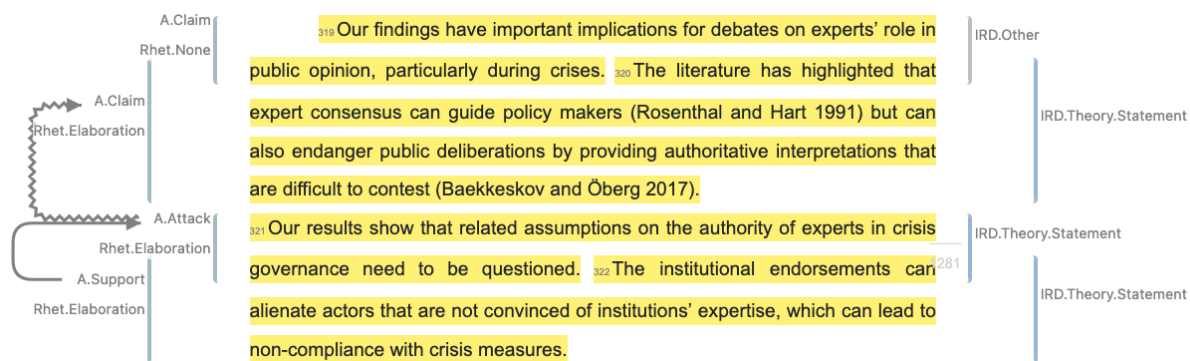 A.Claim
Rhet.None
319 Our findings have important implications for debates on experts' role in
IRD.Other
public opinion, particularly during crises. 320 The literature has highlighted that
A.Claim
expert consensus can guide policy makers (Rosenthal and Hart 1991) but can
IRD.Theory.Statement
Rhet.Elaboration
also endanger public deliberations by providing authoritative interpretations that
are difficult to contest (Baekkeskov and Öberg 2017).
A.Attack
321 Our results show that related assumptions on the authority of experts in crisis
IRD.Theory.Statement
Rhet.Elaboration
governance need to be questioned. 322 The institutional endorsements can
1281
A.Support
IRD.Theory.Statement
Rhet.Elaboration
alienate actors that are not convinced of institutions' expertise, which can lead to
non-compliance with crisis measures.